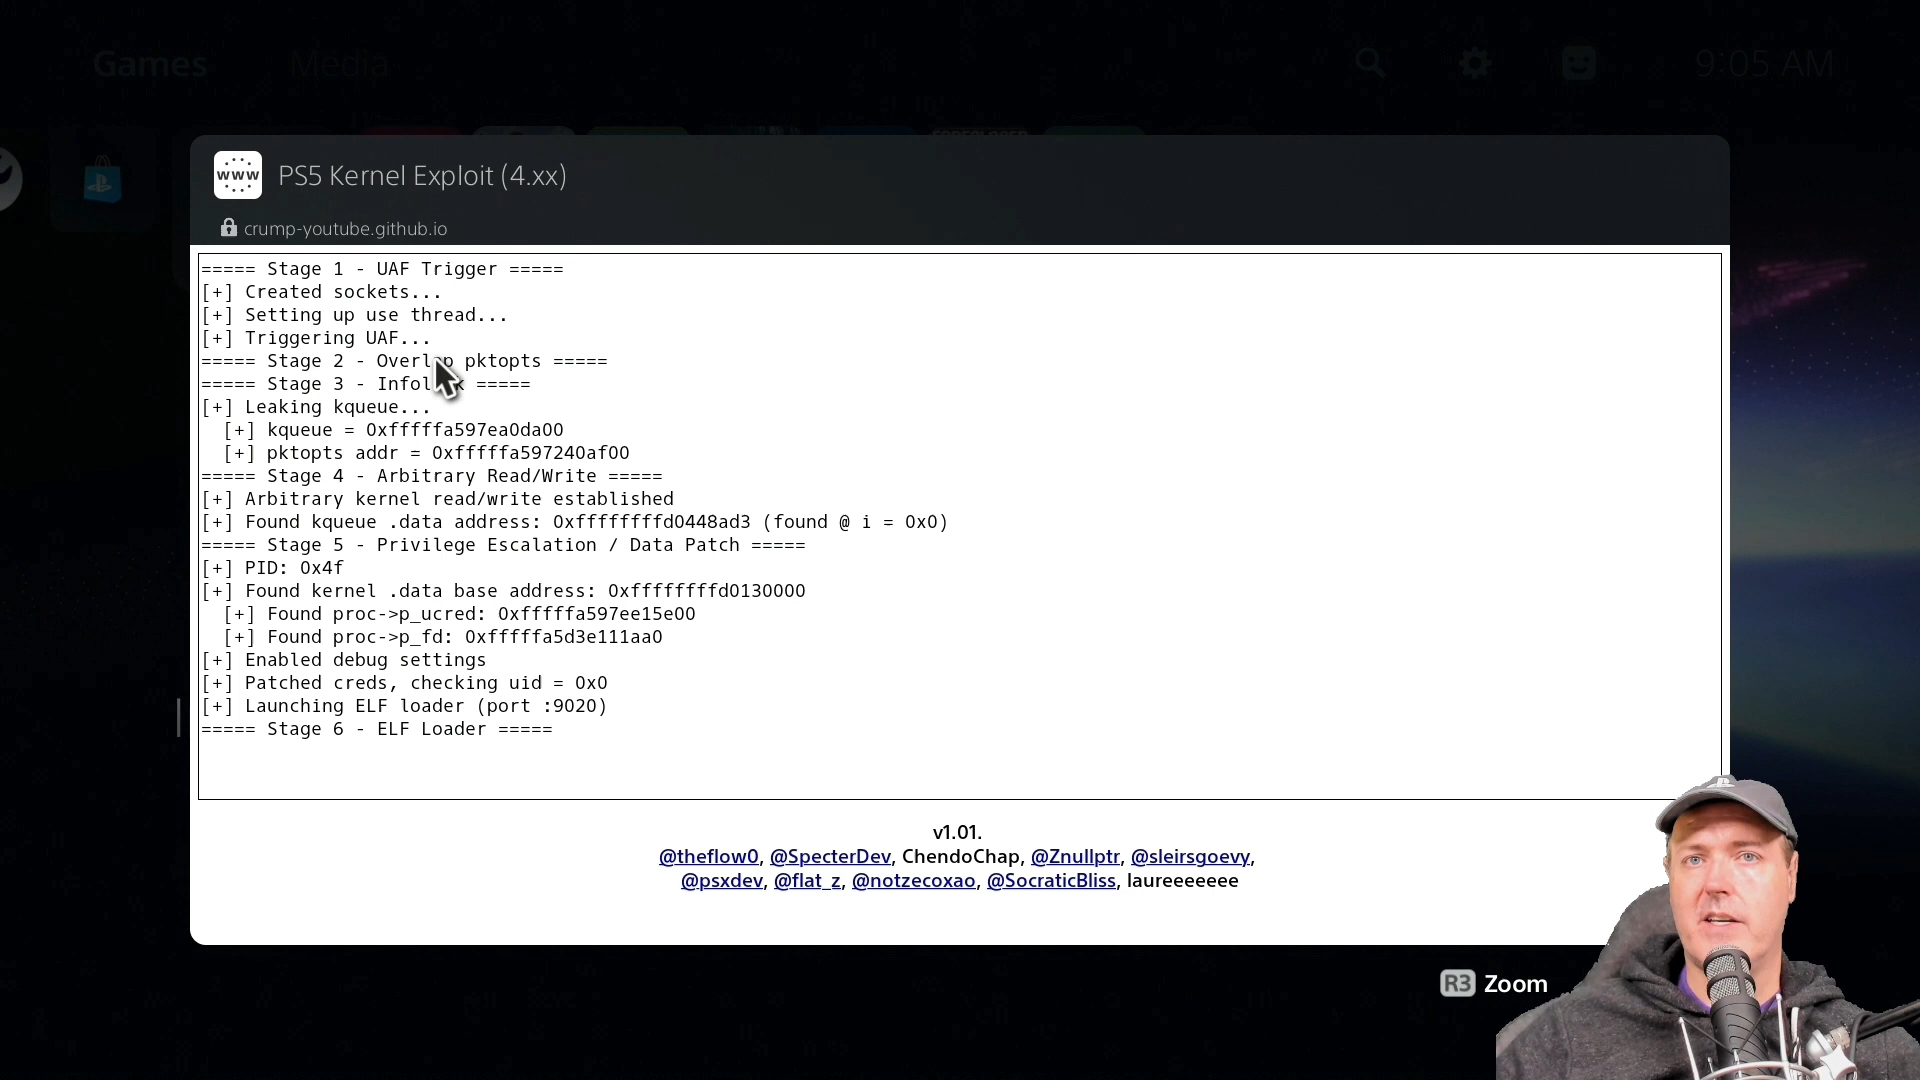 Games Media 9:05 AM
www PS5 Kernel Exploit (4.xx)
crump-youtube.github.io
===== Stage 1 - UAF Trigger =====
[+] Created sockets...
[+] Setting up use thread...
[+] Triggering UAF...
===== Stage 2 - Overlap pktopts =====
===== Stage 3 - Infoleak =====
[+] Leaking kqueue...
[+] kqueue = 0xfffffa597ea0da00
[+] pktopts addr = 0xfffffa597240af00
===== Stage 4 - Arbitrary Read/Write =====
[+] Arbitrary kernel read/write established
[+] Found kqueue .data address: 0xffffffffd0448ad3 (found @ i = 0x0)
===== Stage 5 - Privilege Escalation / Data Patch =====
[+] PID: 0x4f
[+] Found kernel .data base address: 0xffffffffd0130000
[+] Found proc->p_ucred: 0xfffffa597ee15e00
[+] Found proc->p_fd: 0xfffffa5d3e111aa0
[+] Enabled debug settings
[+] Patched creds, checking uid = 0x0
[+] Launching ELF loader (port :9020)
===== Stage 6 - ELF Loader =====
v1.01.
@theflow0, @SpecterDev, ChendoChap, @Znullptr, @sleirsgoevy,
@psxdev, @flat_z, @notzecoxao, @SocraticBliss, laureeeeeee
R3 Zoom